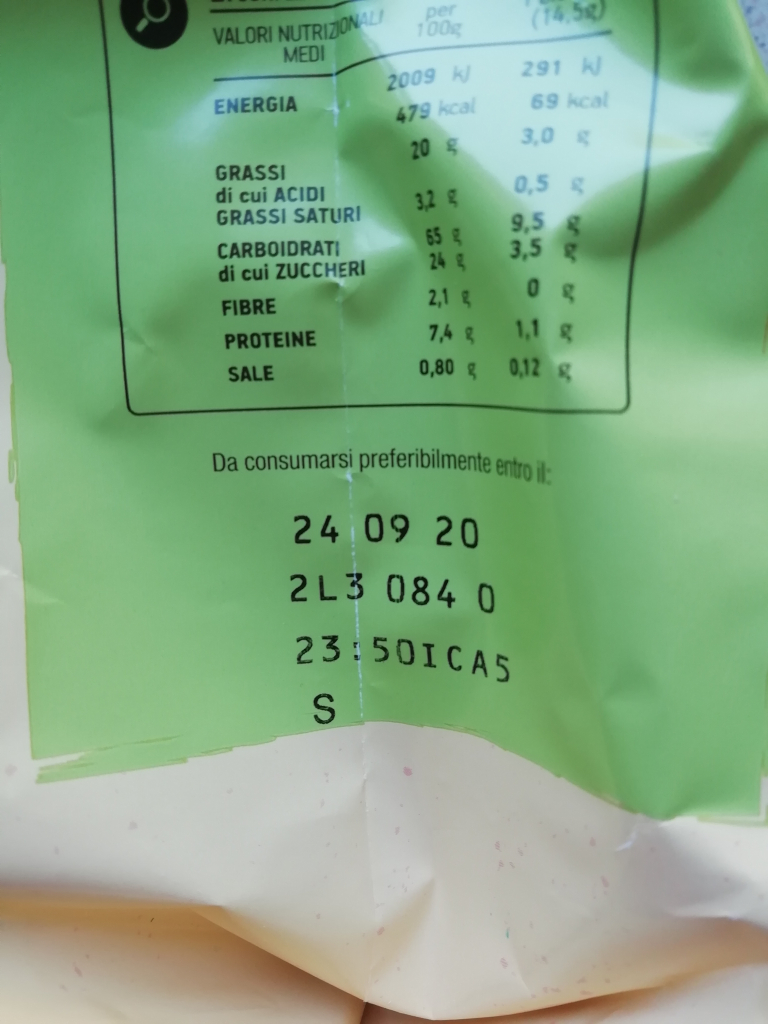 VALORI NUTRIZIONALI per
MEDI 100g (14,5g)
2009 kJ 291 kJ
ENERGIA 479 kcal 69 kcal
20 g 3,0 g
GRASSI
di cui ACIDI 0,5 g
GRASSI SATURI 3,2 g
CARBOIDRATI 65 g 9,5 g
di cui ZUCCHERI 24 g 3,5 g
FIBRE 2,1 g 0 g
PROTEINE 7,4 g 1,1 g
SALE 0,80 g 0,12 g
Da consumarsi preferibilmente entro il:
24 09 20
2L3 084 0
23:50ICA5
S